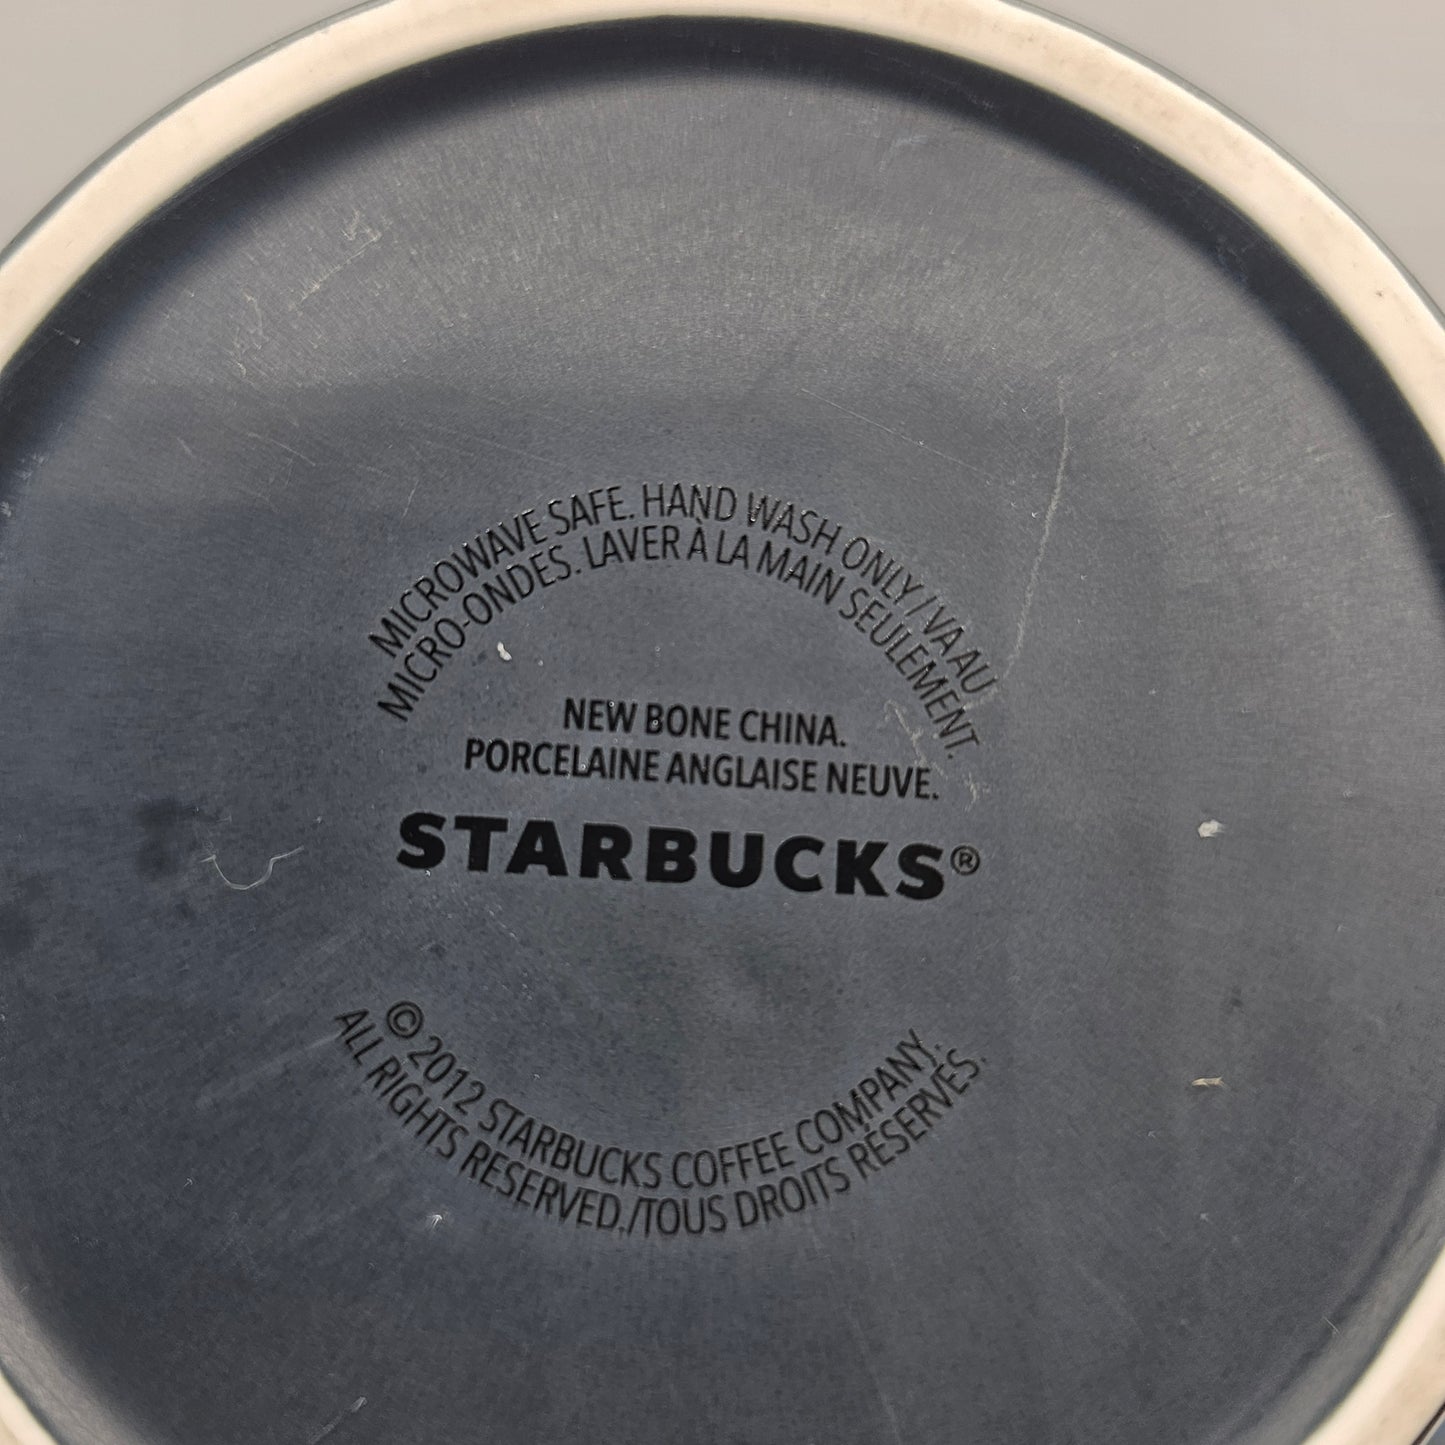 MICROWAVE SAFE. HAND WASH ONLY / VA AU
MICRO-ONDES. LAVER À LA MAIN SEULEMENT.
NEW BONE CHINA.
PORCELAINE ANGLAISE NEUVE.
STARBUCKS®
© 2012 STARBUCKS COFFEE COMPANY.
ALL RIGHTS RESERVED./TOUS DROITS RÉSERVÉS.